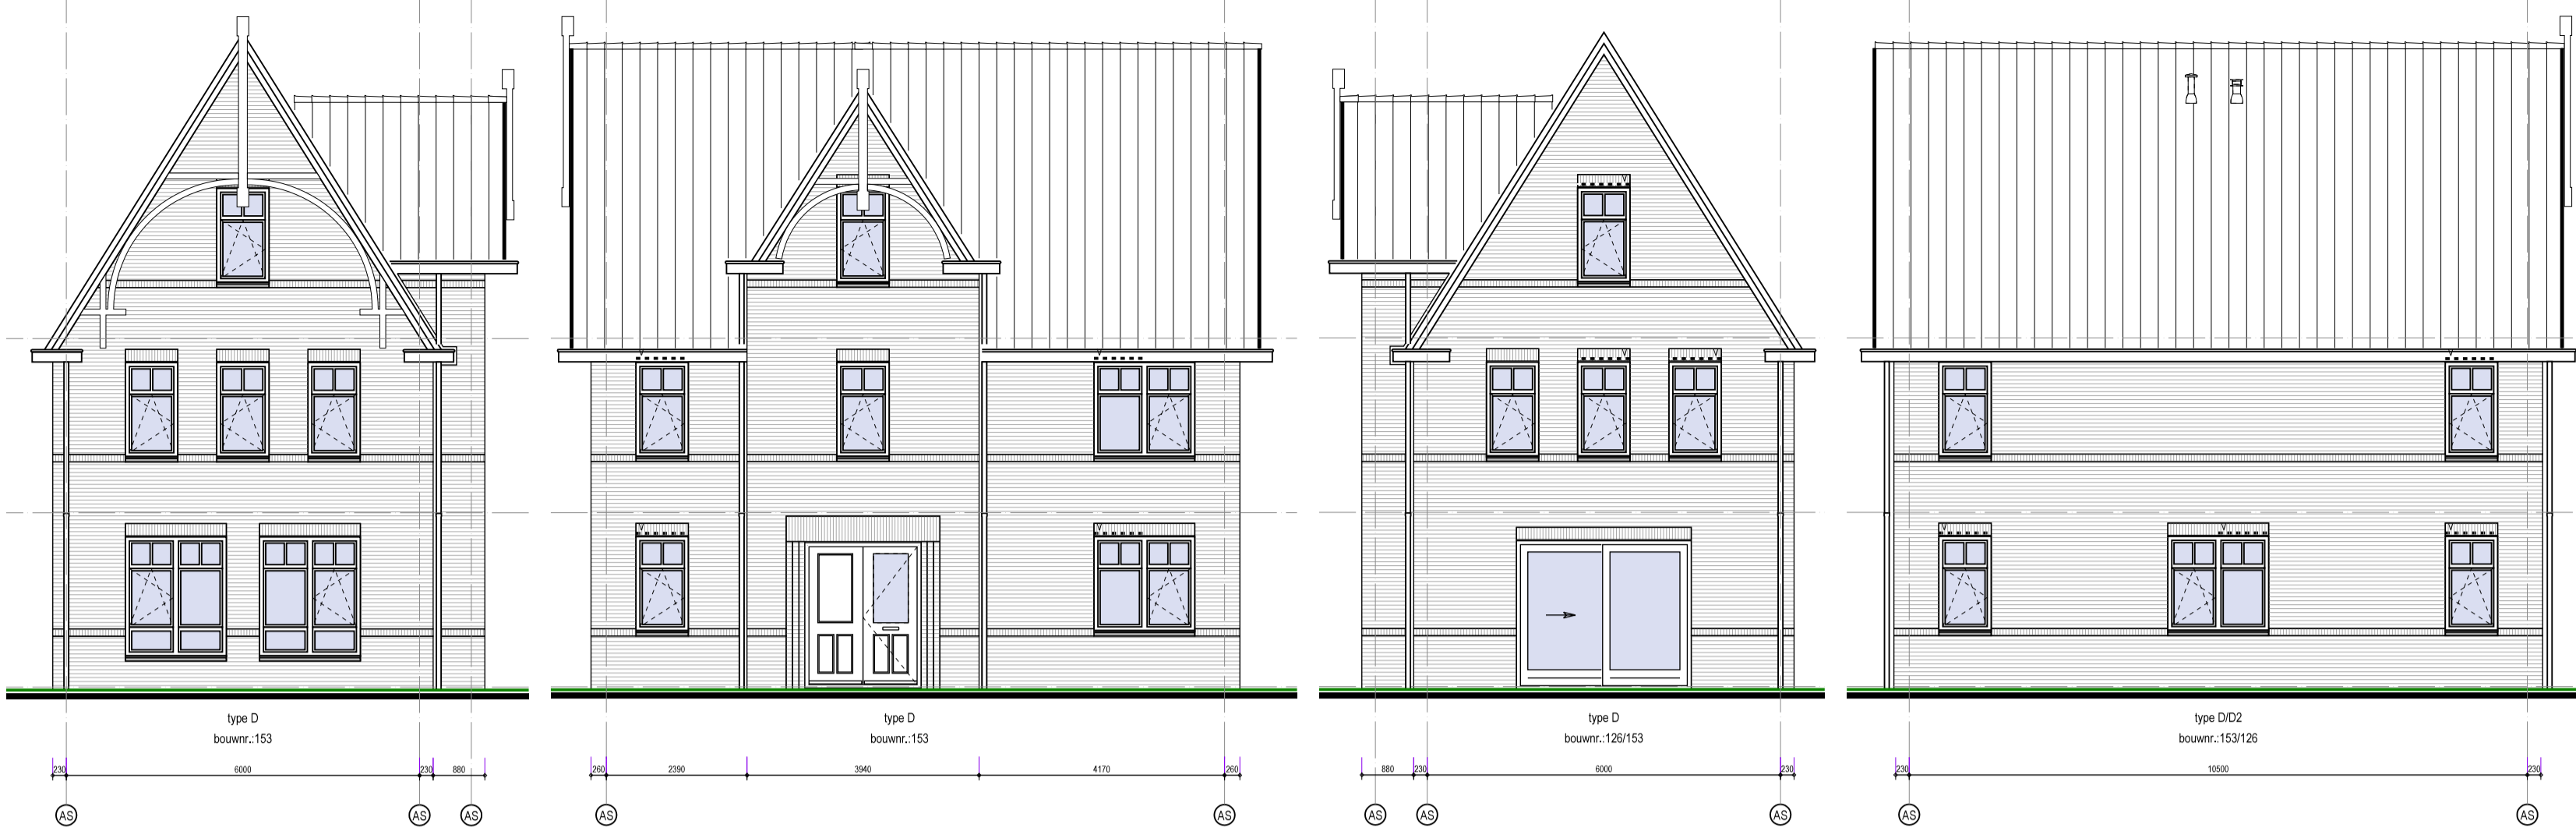 type D
bouwnr.:153
230 6000 230 880
AS AS AS
type D
bouwnr.:153
260 2390 3940 4170 260
AS AS
type D
bouwnr.:126/153
880 230 6000 230
AS AS AS
type D/D2
bouwnr.:153/126
230 10500 230
AS AS